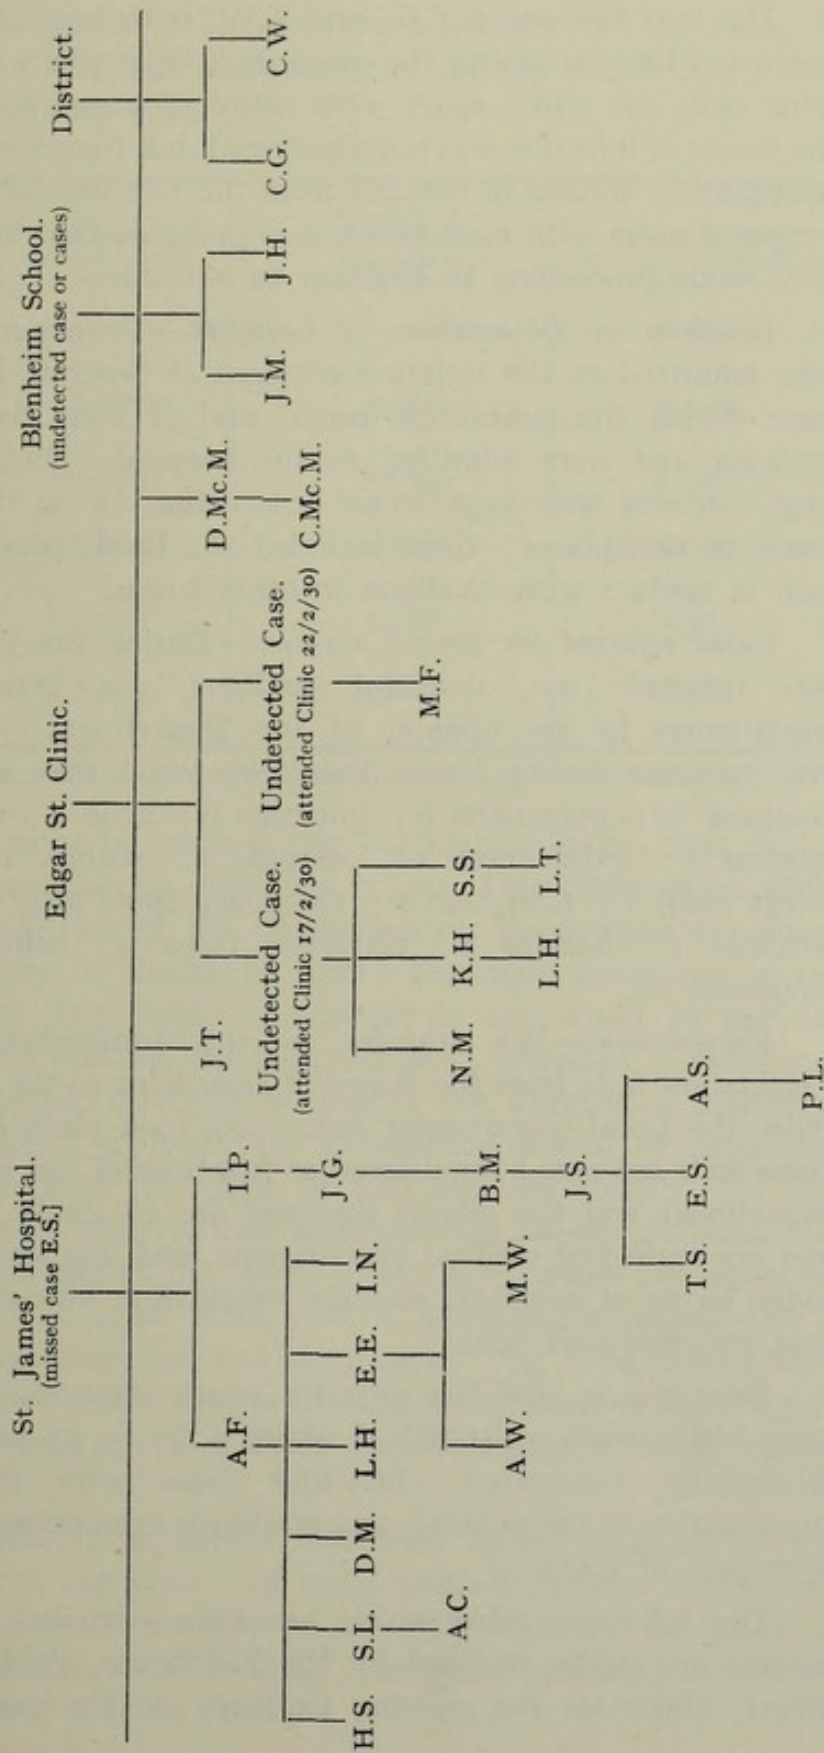 St. James' Hospital. Edgar St. Clinic. Blenheim School. District.
(missed case E.S.) (undetected case or cases)
A.F. I.P. J.T. D.Mc.M. J.M. J.H. C.G. C.W.
Undetected Case. Undetected Case.
(attended Clinic 17/2/30) (attended Clinic 22/2/30) C.Mc.M.
J.G.
H.S. S.L. D.M. L.H. E.E. I.N.
M.F.
A.C. B.M. N.M. K.H. S.S.
A.W. M.W. L.H. L.T.
J.S.
T.S. E.S. A.S.
P.L.